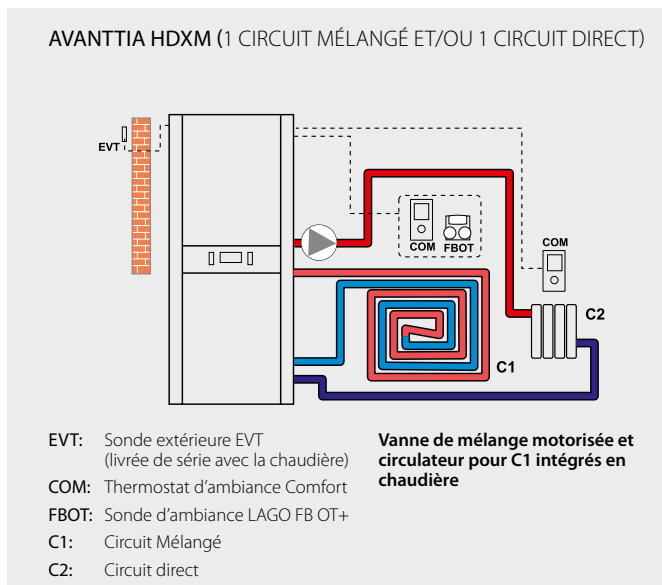 AVANTTIA HDXM (1 CIRCUIT MÉLANGÉ ET/OU 1 CIRCUIT DIRECT)
EVT
COM FBOT
COM
C2
C1
EVT: Sonde extérieure EVT
(livrée de série avec la chaudière)
COM: Thermostat d'ambiance Comfort
FBOT: Sonde d'ambiance LAGO FB OT+
C1: Circuit Mélangé
C2: Circuit direct
Vanne de mélange motorisée et
circulateur pour C1 intégrés en
chaudière